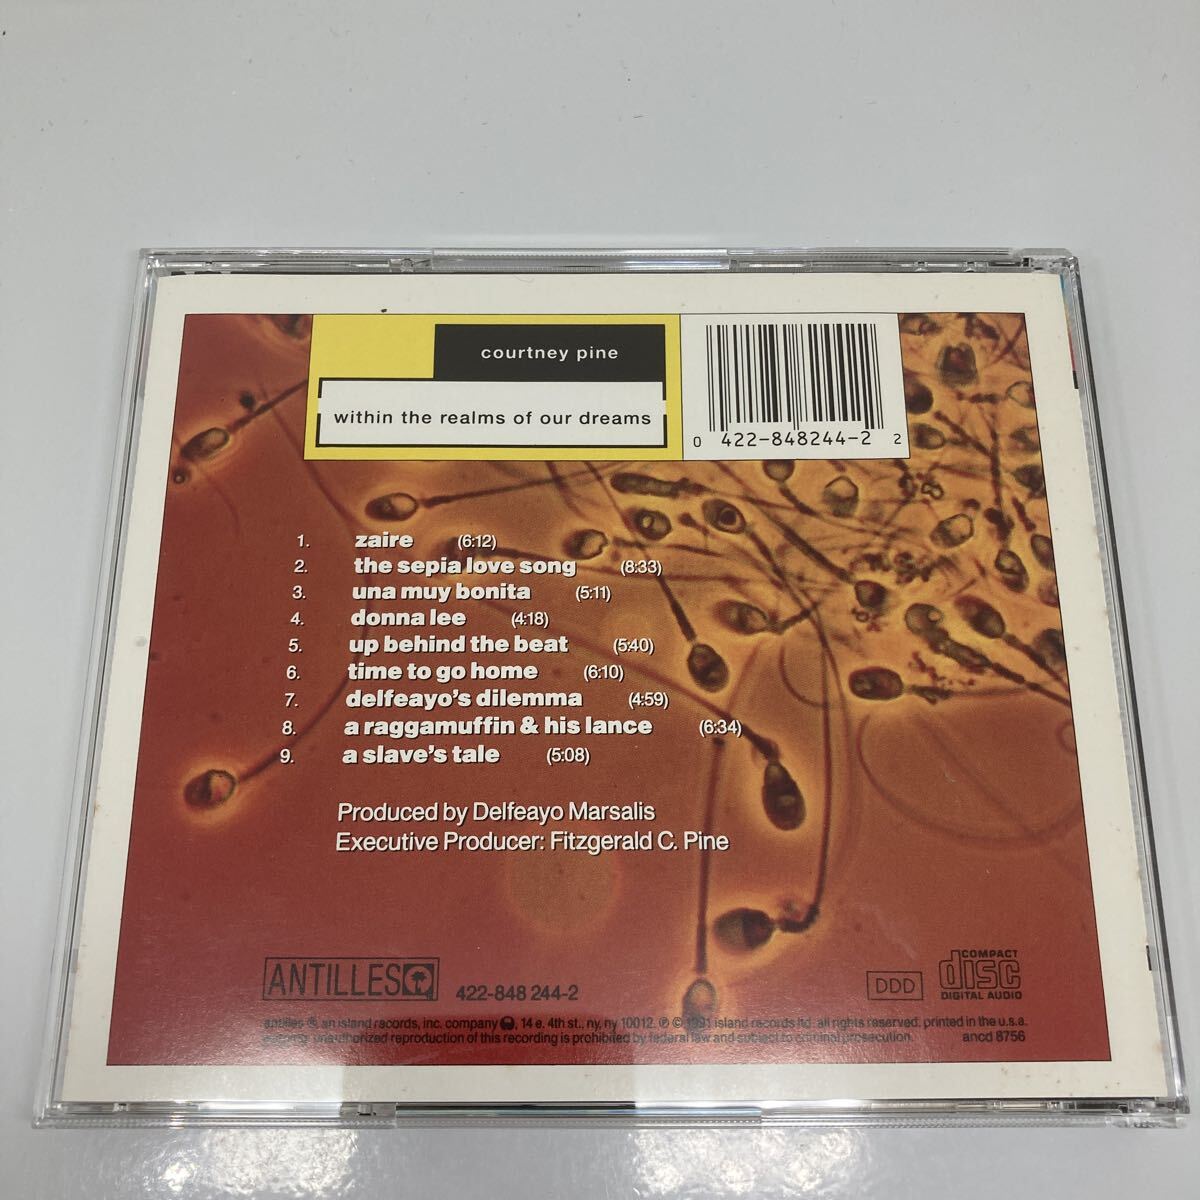 courtney pine
within the realms of our dreams
0 422-848244-2 2
1. zaire (6:12)
2. the sepia love song (8:33)
3. una muy bonita (5:11)
4. donna lee (4:18)
5. up behind the beat (5:40)
6. time to go home (6:10)
7. delfeayo's dilemma (4:59)
8. a raggamuffin & his lance (6:34)
9. a slave's tale (5:08)
Produced by Delfeayo Marsalis
Executive Producer: Fitzgerald C. Pine
ANTILLES 422-848 244-2
DDD
COMPACT
disc
DIGITAL AUDIO
antilles ®, an island records, inc. company, 14 e. 4th st., ny, ny 10012. ℗ © 1991 island records ltd. all rights reserved. printed in the u.s.a.
warning: unauthorized reproduction of this recording is prohibited by federal law and subject to criminal prosecution. ancd 8756